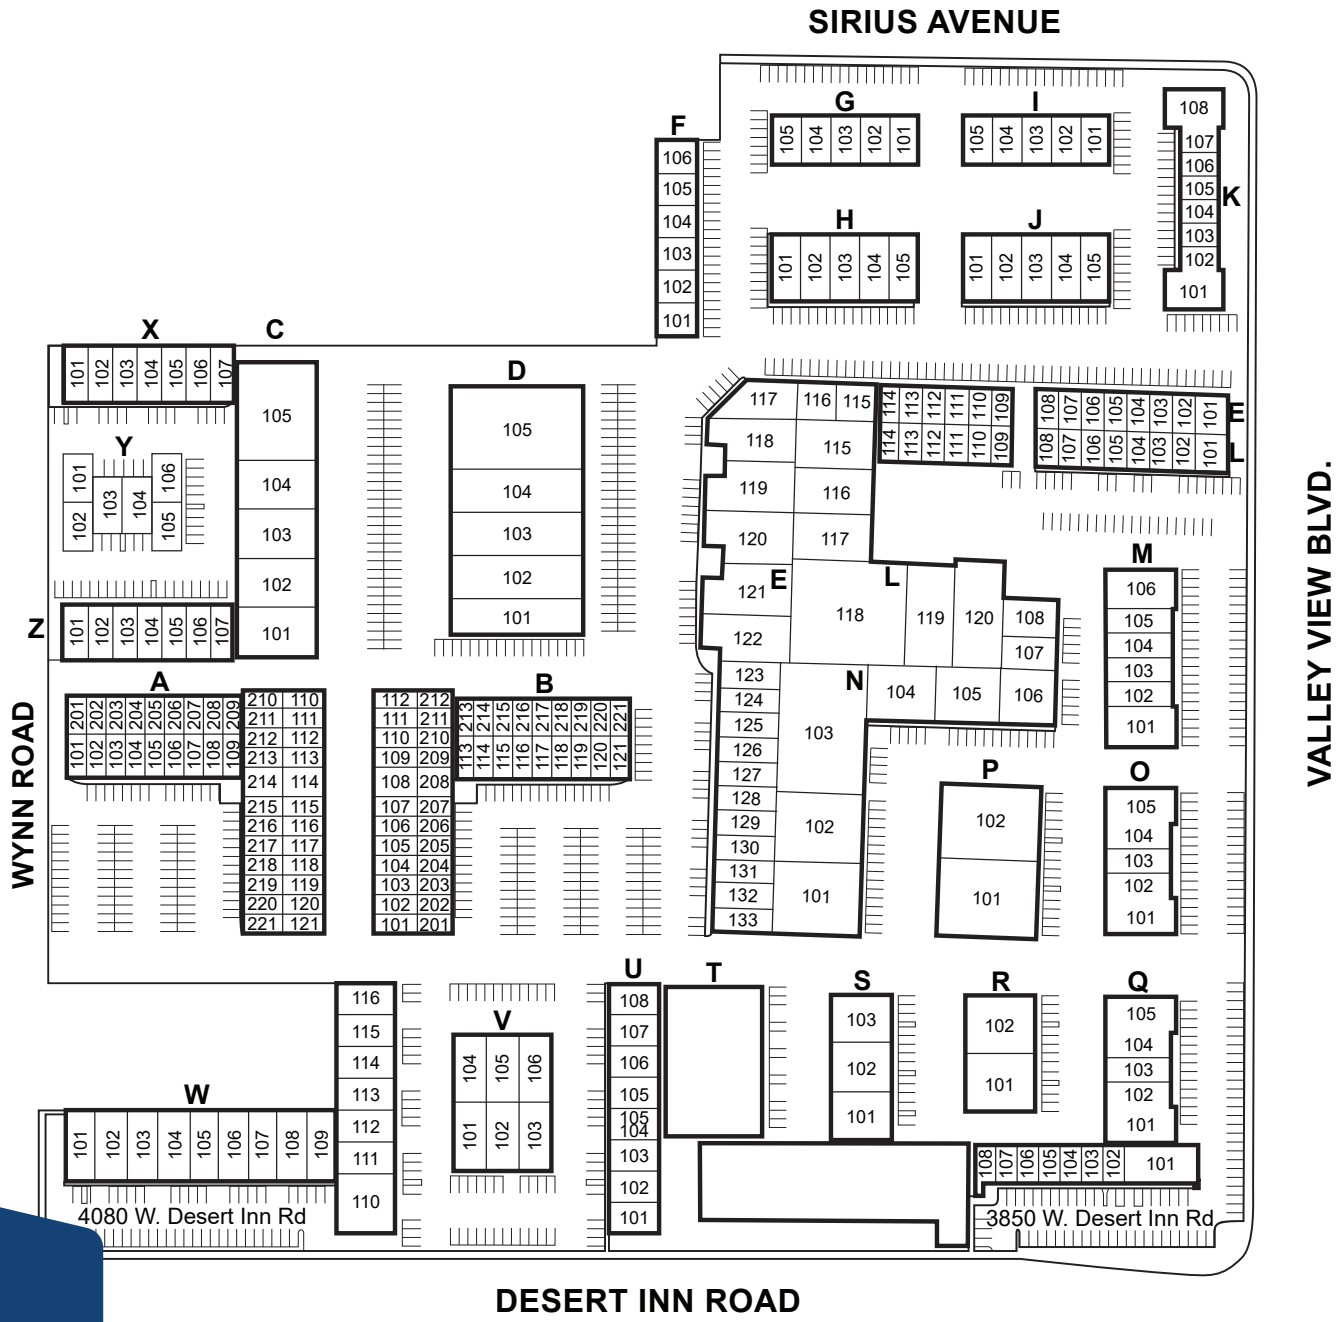 SIRIUS AVENUE
G
I
F
K
105 104 103 102 101
105 104 103 102 101
108
107
106
105
104
103
102
101
106
105
104
103
102
101
H
J
101 102 103 104 105
101 102 103 104 105
X
C
D
101 102 103 104 105 106 107
105
104
103
102
101
105
104
103
102
101
Y
101
102
103
104
106
105
Z
101 102 103 104 105 106 107
117 116 115
118 115
119 116
120 117
121 E
122
118
L
119
120
108
107
114 113 112 111 110 109
114 113 112 111 110 109
108 107 106 105 104 103 102 101 E
108 107 106 105 104 103 102 101 L
VALLEY VIEW BLVD.
WYNN ROAD
M
106
105
104
103
102
101
A
201 202 203 204 205 206 207 208 209
101 102 103 104 105 106 107 108 109
210 110
211 111
212 112
213 113
214 114
215 115
216 116
217 117
218 118
219 119
220 120
221 121
112 212
111 211
110 210
109 209
108 208
107 207
106 206
105 205
104 204
103 203
102 202
101 201
B
213 214 215 216 217 218 219 220 221
113 114 115 116 117 118 119 120 121
123
124
125
126
127
128
129
130
131
132
133
N
103
104 105 106
102
101
P
102
101
O
105
104
103
102
101
116
115
114
113
112
111
110
V
104 105 106
101 102 103
U
108
107
106
105
105
104
103
102
101
T
S
103
102
101
R
102
101
Q
105
104
103
102
101
W
101 102 103 104 105 106 107 108 109
108 107 106 105 104 103 102 101
4080 W. Desert Inn Rd
3850 W. Desert Inn Rd
DESERT INN ROAD